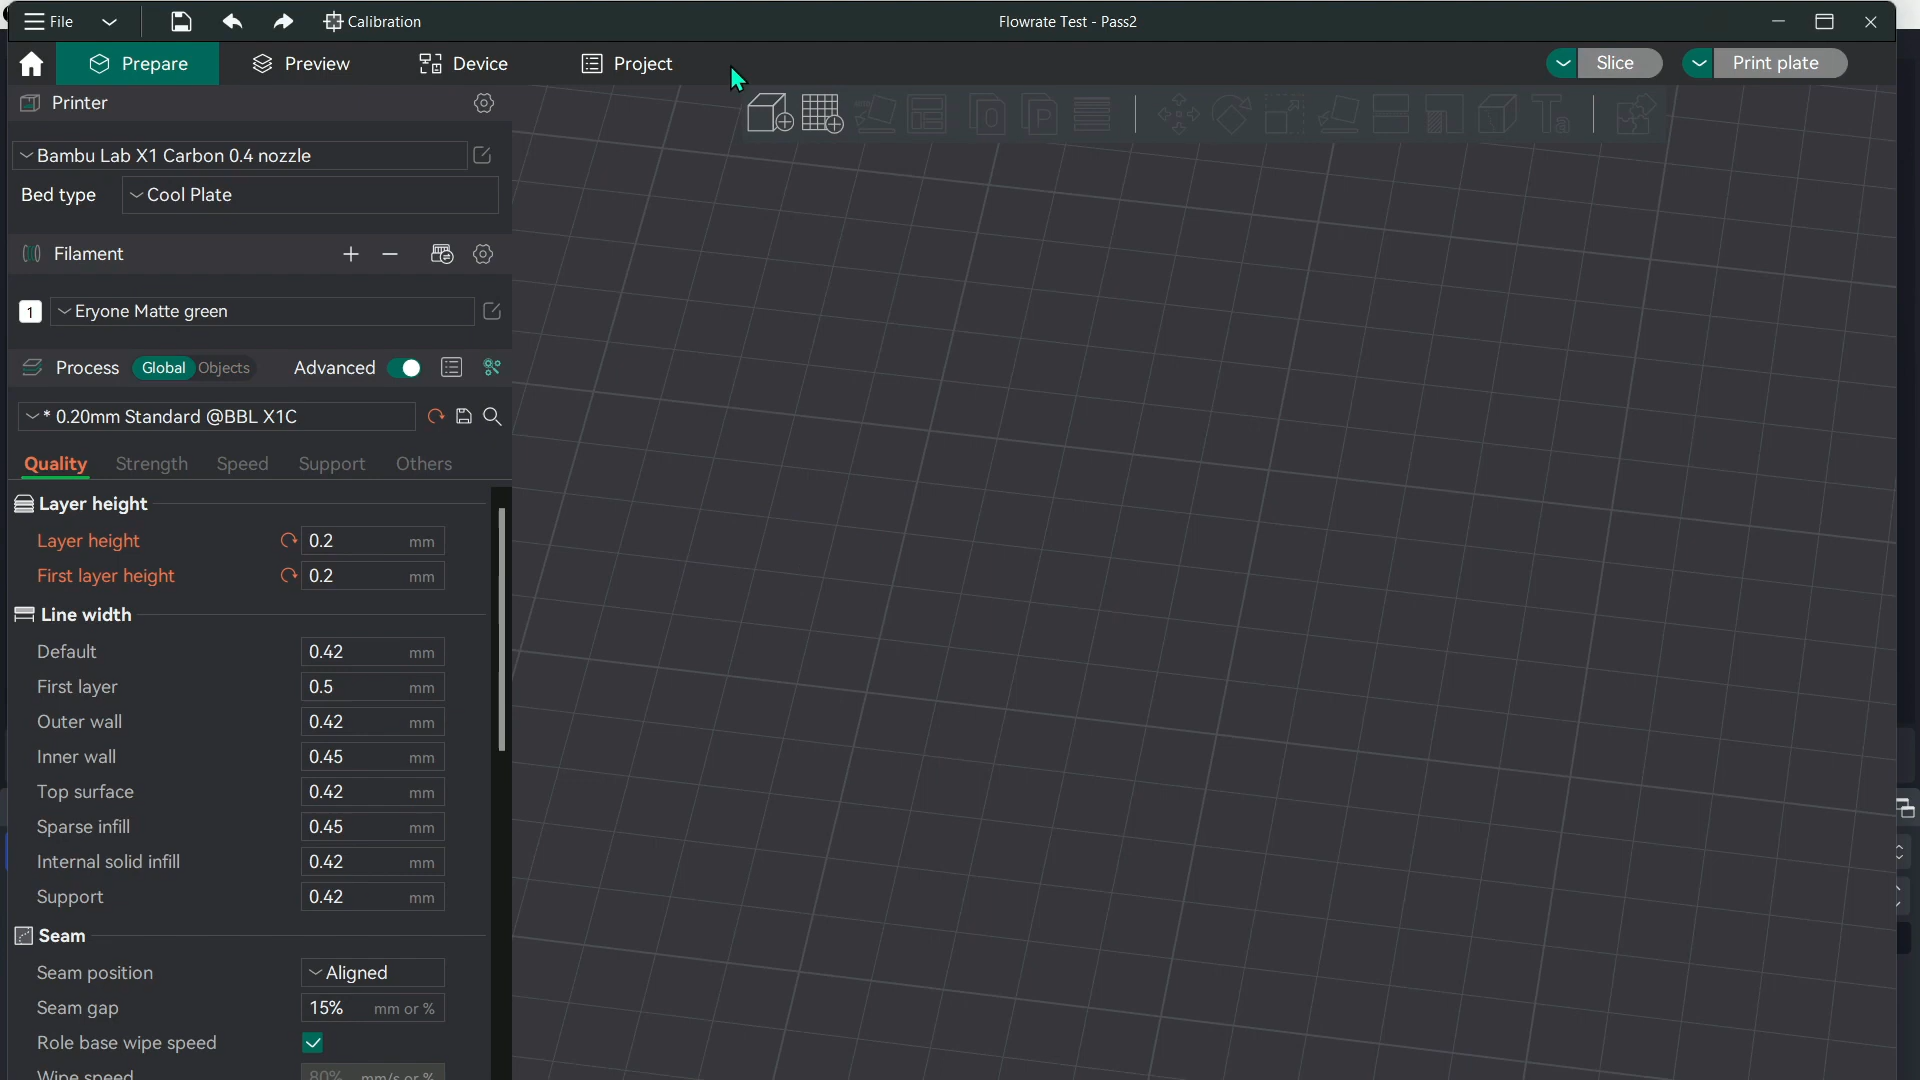 File
Calibration
Flowrate Test - Pass2
Prepare
Preview
Device
Project
Slice
Print plate
Printer
Bambu Lab X1 Carbon 0.4 nozzle
Bed type
Cool Plate
Filament
1
Eryone Matte green
Process
Global
Objects
Advanced
* 0.20mm Standard @BBL X1C
Quality
Strength
Speed
Support
Others
Layer height
Layer height 0.2 mm
First layer height 0.2 mm
Line width
Default 0.42 mm
First layer 0.5 mm
Outer wall 0.42 mm
Inner wall 0.45 mm
Top surface 0.42 mm
Sparse infill 0.45 mm
Internal solid infill 0.42 mm
Support 0.42 mm
Seam
Seam position Aligned
Seam gap 15% mm or %
Role base wipe speed
Wipe speed 80% mm/s or %